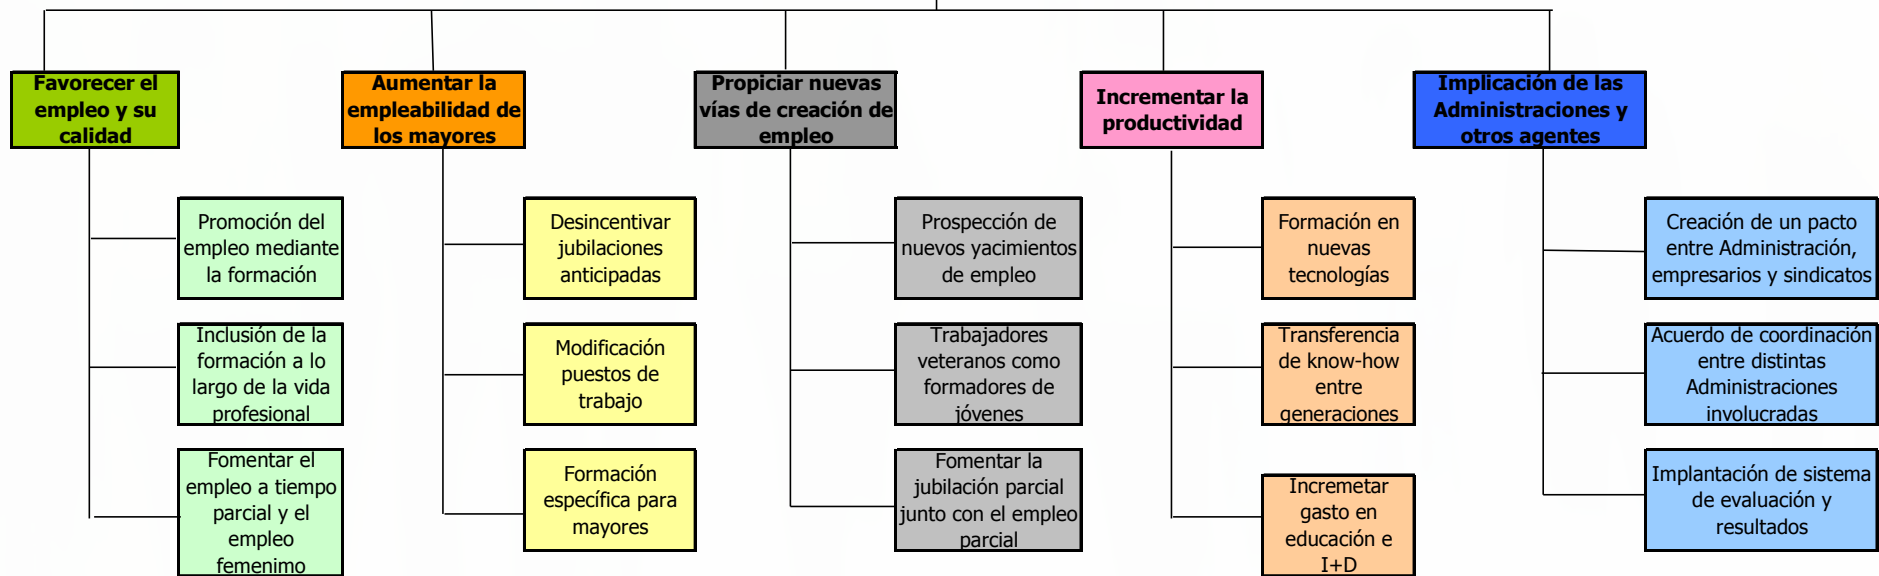 Favorecer el
empleo y su
calidad
Aumentar la
empleabilidad de
los mayores
Propiciar nuevas
vías de creación de
empleo
Incrementar la
productividad
Implicación de las
Administraciones y
otros agentes
Promoción del
empleo mediante
la formación
Inclusión de la
formación a lo
largo de la vida
profesional
Fomentar el
empleo a tiempo
parcial y el
empleo
femenimo
Desincentivar
jubilaciones
anticipadas
Modificación
puestos de
trabajo
Formación
específica para
mayores
Prospección de
nuevos yacimientos
de empleo
Trabajadores
veteranos como
formadores de
jóvenes
Fomentar la
jubilación parcial
junto con el empleo
parcial
Formación en
nuevas
tecnologías
Transferencia
de know-how
entre
generaciones
Incremetar
gasto en
educación e
I+D
Creación de un pacto
entre Administración,
empresarios y sindicatos
Acuerdo de coordinación
entre distintas
Administraciones
involucradas
Implantación de sistema
de evaluación y
resultados